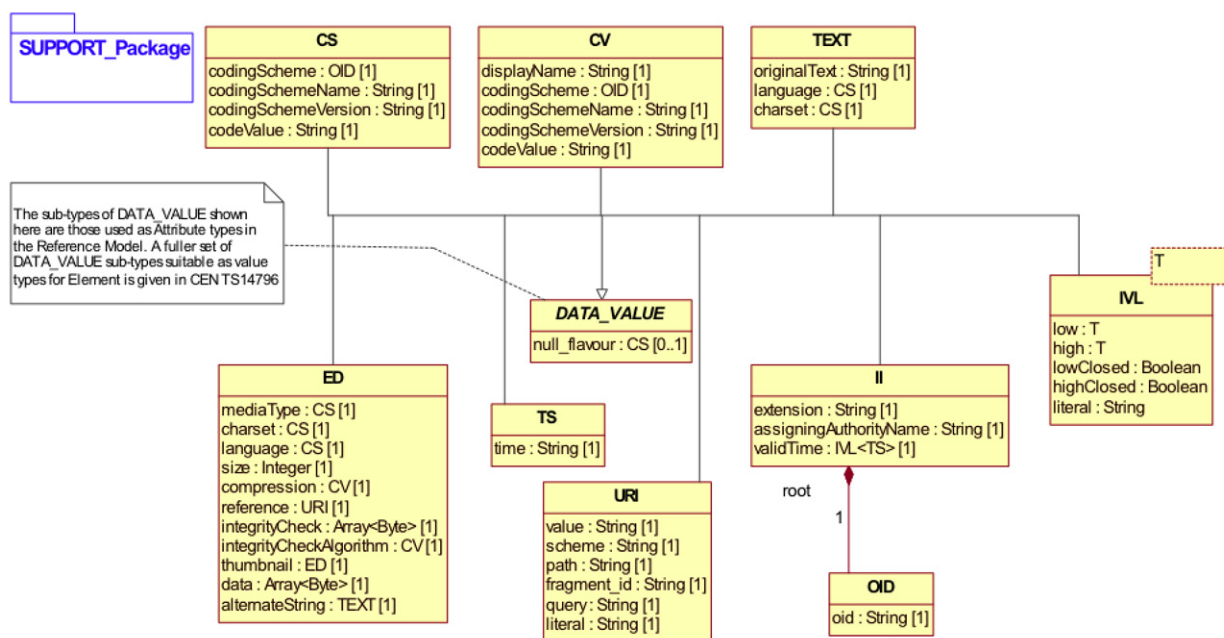 SUPPORT_Package
CS
codingScheme : OID [1]
codingSchemeName : String [1]
codingSchemeVersion : String [1]
codeValue : String [1]
CV
displayName : String [1]
codingScheme : OID [1]
codingSchemeName : String [1]
codingSchemeVersion : String [1]
codeValue : String [1]
TEXT
originalText : String [1]
language : CS [1]
charset : CS [1]
The sub-types of DATA_VALUE shown
here are those used as Attribute types in
the Reference Model. A fuller set of
DATA_VALUE sub-types suitable as value
types for Element is given in CEN TS14796
DATA_VALUE
null_flavour : CS [0..1]
T
IVL
low : T
high : T
lowClosed : Boolean
highClosed : Boolean
literal : String
ED
mediaType : CS [1]
charset : CS [1]
language : CS [1]
size : Integer [1]
compression : CV [1]
reference : URI [1]
integrityCheck : Array<Byte> [1]
integrityCheckAlgorithm : CV [1]
thumbnail : ED [1]
data : Array<Byte> [1]
alternateString : TEXT [1]
TS
time : String [1]
URI
value : String [1]
scheme : String [1]
path : String [1]
fragment_id : String [1]
query : String [1]
literal : String [1]
II
extension : String [1]
assigningAuthorityName : String [1]
validTime : IVL<TS> [1]
root
1
OID
oid : String [1]